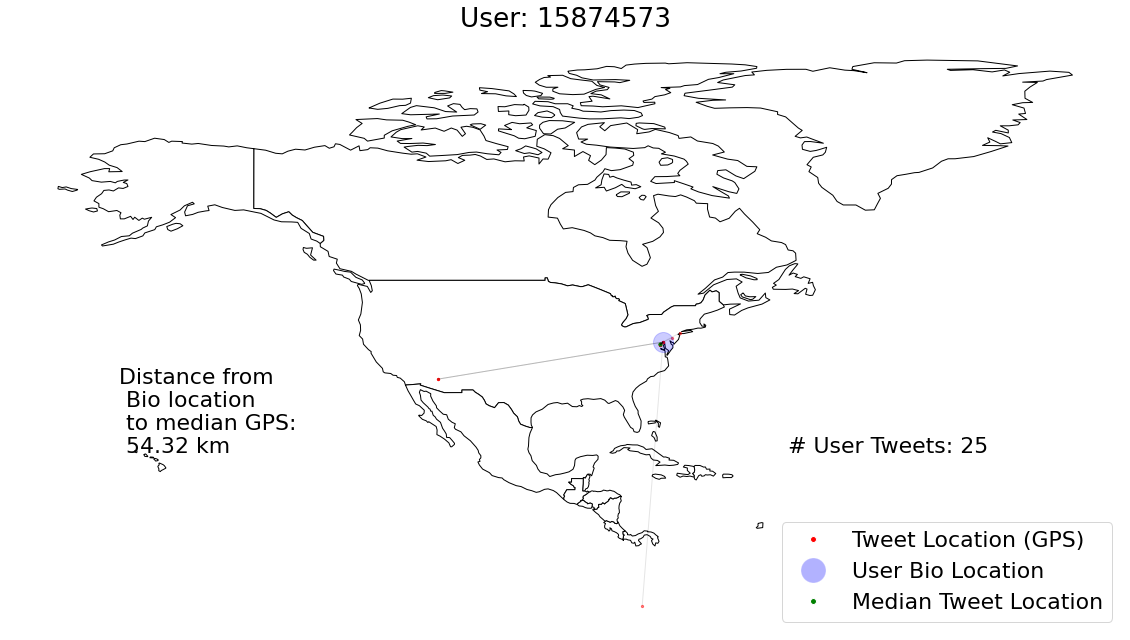 User: 15874573
Distance from
Bio location
to median GPS:
54.32 km
# User Tweets: 25
Tweet Location (GPS)
User Bio Location
Median Tweet Location